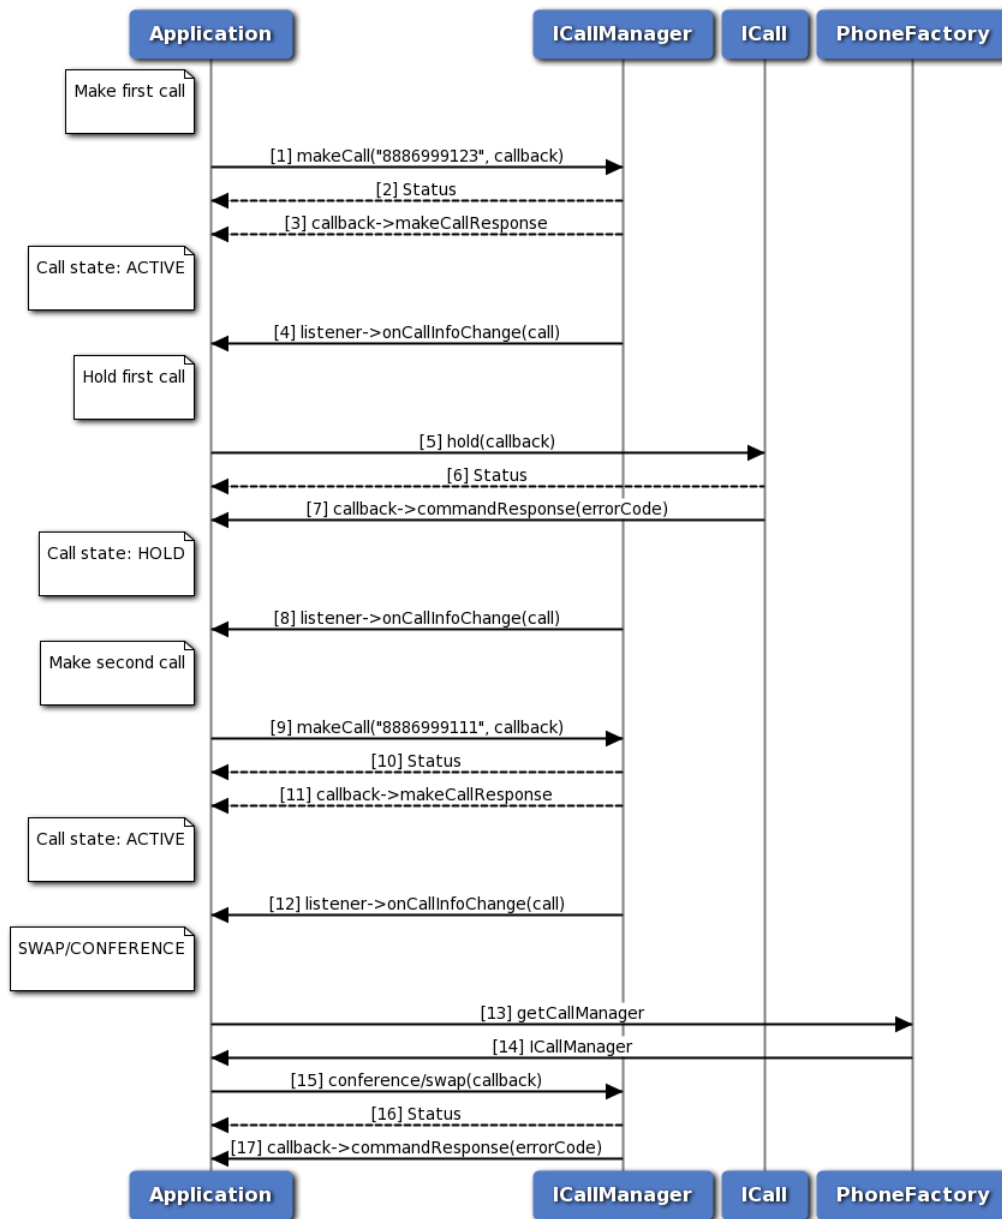 Application
ICallManager
ICall
PhoneFactory
Make first call
[1] makeCall("8886999123", callback)
[2] Status
[3] callback->makeCallResponse
Call state: ACTIVE
[4] listener->onCallInfoChange(call)
Hold first call
[5] hold(callback)
[6] Status
[7] callback->commandResponse(errorCode)
Call state: HOLD
[8] listener->onCallInfoChange(call)
Make second call
[9] makeCall("8886999111", callback)
[10] Status
[11] callback->makeCallResponse
Call state: ACTIVE
[12] listener->onCallInfoChange(call)
SWAP/CONFERENCE
[13] getCallManager
[14] ICallManager
[15] conference/swap(callback)
[16] Status
[17] callback->commandResponse(errorCode)
Application
ICallManager
ICall
PhoneFactory